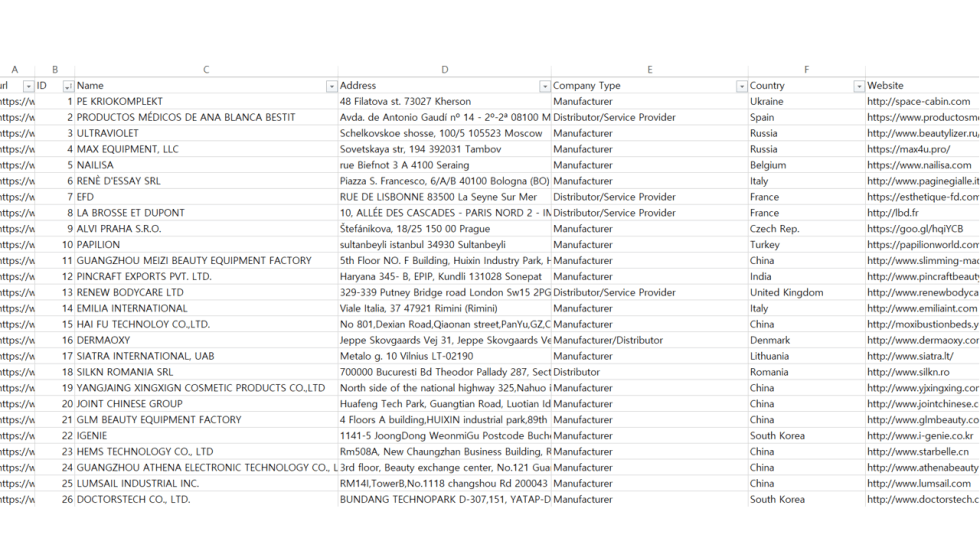 A B C D E F
url ID Name Address Company Type Country Website
https://w 1 PE KRIOKOMPLEKT 48 Filatova st. 73027 Kherson Manufacturer Ukraine http://space-cabin.com
https://w 2 PRODUCTOS MÉDICOS DE ANA BLANCA BESTIT Avda. de Antonio Gaudí nº 14 - 2º-2ª 08100 M Distributor/Service Provider Spain https://www.productosme
https://w 3 ULTRAVIOLET Schelkovskoe shosse, 100/5 105523 Moscow Manufacturer Russia http://www.beautylizer.ru/
https://w 4 MAX EQUIPMENT, LLC Sovetskaya str, 194 392031 Tambov Manufacturer Russia https://max4u.pro/
https://w 5 NAILISA rue Biefnot 3 A 4100 Seraing Manufacturer Belgium https://www.nailisa.com
https://w 6 RENÈ D'ESSAY SRL Piazza S. Francesco, 6/A/B 40100 Bologna (BO) Manufacturer Italy http://www.paginegialle.it
https://w 7 EFD RUE DE LISBONNE 83500 La Seyne Sur Mer Distributor/Service Provider France https://esthetique-fd.com
https://w 8 LA BROSSE ET DUPONT 10, ALLÉE DES CASCADES - PARIS NORD 2 - IN Distributor/Service Provider France http://lbd.fr
https://w 9 ALVI PRAHA S.R.O. Štefánikova, 18/25 150 00 Prague Manufacturer Czech Rep. https://goo.gl/hqiYCB
https://w 10 PAPILION sultanbeyli istanbul 34930 Sultanbeyli Manufacturer Turkey https://papilionworld.com
https://w 11 GUANGZHOU MEIZI BEAUTY EQUIPMENT FACTORY 5th Floor NO. F Building, Huixin Industry Park, H Manufacturer China http://www.slimming-mac
https://w 12 PINCRAFT EXPORTS PVT. LTD. Haryana 345- B, EPIP, Kundli 131028 Sonepat Manufacturer India http://www.pincraftbeauty
https://w 13 RENEW BODYCARE LTD 329-339 Putney Bridge road London Sw15 2PG Distributor/Service Provider United Kingdom http://www.renewbodyca
https://w 14 EMILIA INTERNATIONAL Viale Italia, 37 47921 Rimini (Rimini) Manufacturer Italy http://www.emiliaint.com
https://w 15 HAI FU TECHNOLOY CO.,LTD. No 801,Dexian Road,Qiaonan street,PanYu,GZ,C Manufacturer China http://moxibustionbeds.y
https://w 16 DERMAOXY Jeppe Skovgaards Vej 31, Jeppe Skovgaards Ve Manufacturer/Distributor Denmark http://www.dermaoxy.com
https://w 17 SIATRA INTERNATIONAL, UAB Metalo g. 10 Vilnius LT-02190 Manufacturer Lithuania http://www.siatra.lt/
https://w 18 SILKN ROMANIA SRL 700000 Bucuresti Bd Theodor Pallady 287, Sect Distributor Romania http://www.silkn.ro
https://w 19 YANGJAING XINGXIGN COSMETIC PRODUCTS CO.,LTD North side of the national highway 325,Nahuo i Manufacturer China http://www.yjxingxing.com
https://w 20 JOINT CHINESE GROUP Huafeng Tech Park, Guangtian Road, Luotian Id Manufacturer China http://www.jointchinese.c
https://w 21 GLM BEAUTY EQUIPMENT FACTORY 4 Floors A building,HUIXIN industrial park,89th Manufacturer China http://www.glmbeauty.co
https://w 22 IGENIE 1141-5 JoongDong WeonmiGu Postcode Buche Manufacturer South Korea http://www.i-genie.co.kr
https://w 23 HEMS TECHNOLOGY CO., LTD Rm508A, New Chaungzhan Business Building, R Manufacturer China http://www.starbelle.cn
https://w 24 GUANGZHOU ATHENA ELECTRONIC TECHNOLOGY CO., L 3rd floor, Beauty exchange center, No.121 Guan Manufacturer China http://www.athenabeauty
https://w 25 LUMSAIL INDUSTRIAL INC. RM14I,TowerB,No.1118 changshou Rd 200043 Manufacturer China http://www.lumsail.com
https://w 26 DOCTORSTECH CO., LTD. BUNDANG TECHNOPARK D-307,151, YATAP-D Manufacturer South Korea http://www.doctorstech.c